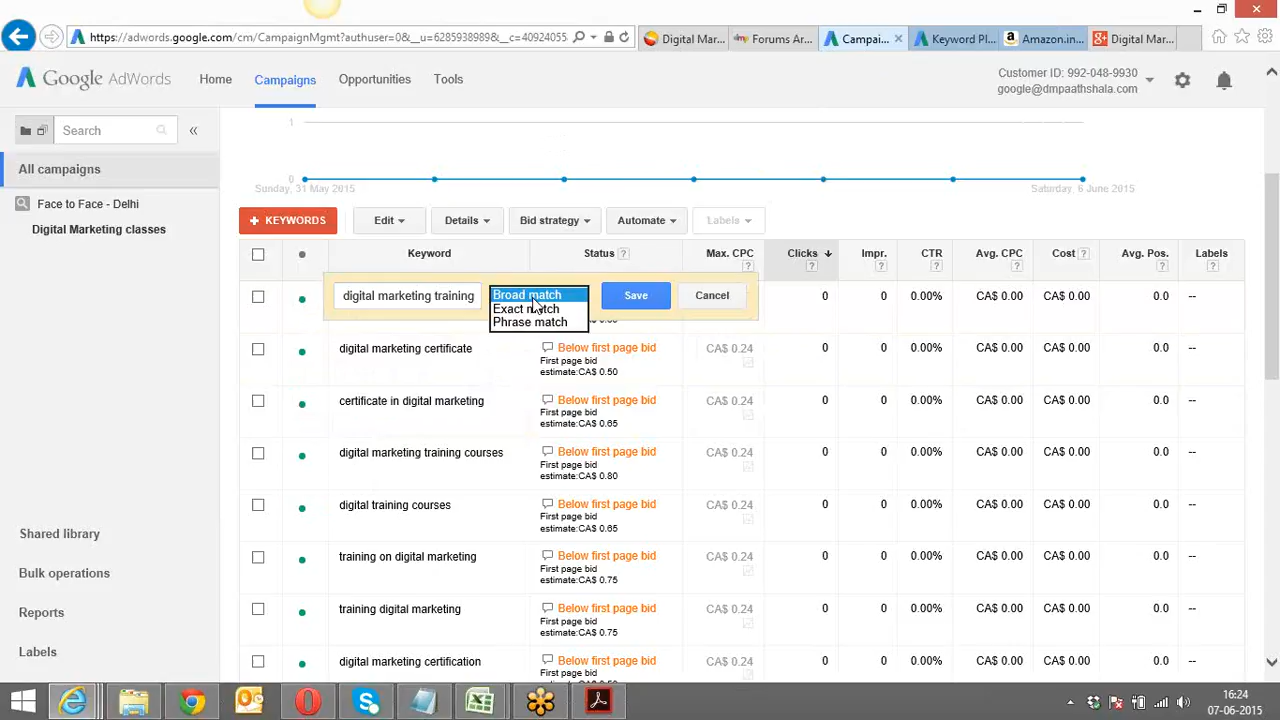 https://adwords.google.com/cm/CampaignMgmt?authuser=0&__u=6285938989&__c=40924055
Digital Mar...
Forums Ar...
Campai...
Keyword Pl...
Amazon.in...
Digital Mar...
Google AdWords
Home
Campaigns
Opportunities
Tools
Customer ID: 992-048-9930
google@dmpaathshala.com
Search
«
All campaigns
Face to Face - Delhi
Digital Marketing classes
Shared library
Bulk operations
Reports
Labels
1
0
Sunday, 31 May 2015
Saturday, 6 June 2015
+ KEYWORDS
Edit
Details
Bid strategy
Automate
Labels
Keyword
Status ?
Max. CPC ?
Clicks ?
Impr. ?
CTR ?
Avg. CPC ?
Cost ?
Avg. Pos. ?
Labels ?
digital marketing training
Broad match
Exact match
Phrase match
Save
Cancel
0 0 0.00% CA$ 0.00 CA$ 0.00 0.0 --
digital marketing certificate
Below first page bid
First page bid
estimate:CA$ 0.50
CA$ 0.24 0 0 0.00% CA$ 0.00 CA$ 0.00 0.0 --
certificate in digital marketing
Below first page bid
First page bid
estimate:CA$ 0.65
CA$ 0.24 0 0 0.00% CA$ 0.00 CA$ 0.00 0.0 --
digital marketing training courses
Below first page bid
First page bid
estimate:CA$ 0.80
CA$ 0.24 0 0 0.00% CA$ 0.00 CA$ 0.00 0.0 --
digital training courses
Below first page bid
First page bid
estimate:CA$ 0.65
CA$ 0.24 0 0 0.00% CA$ 0.00 CA$ 0.00 0.0 --
training on digital marketing
Below first page bid
First page bid
estimate:CA$ 0.75
CA$ 0.24 0 0 0.00% CA$ 0.00 CA$ 0.00 0.0 --
training digital marketing
Below first page bid
First page bid
estimate:CA$ 0.75
CA$ 0.24 0 0 0.00% CA$ 0.00 CA$ 0.00 0.0 --
digital marketing certification
Below first page bid
First page bid
CA$ 0.24 0 0 0.00% CA$ 0.00 CA$ 0.00 0.0 --
16:24
07-06-2015